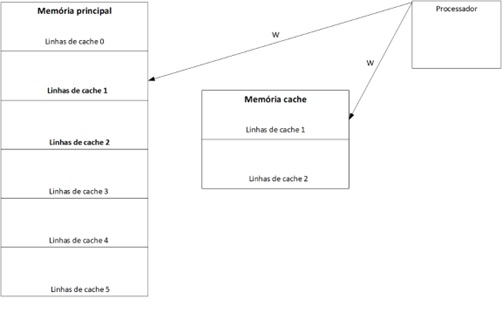 Memória principal
Linhas de cache 0
Linhas de cache 1
Linhas de cache 2
Linhas de cache 3
Linhas de cache 4
Linhas de cache 5
W
W
Memória cache
Linhas de cache 1
Linhas de cache 2
Processador